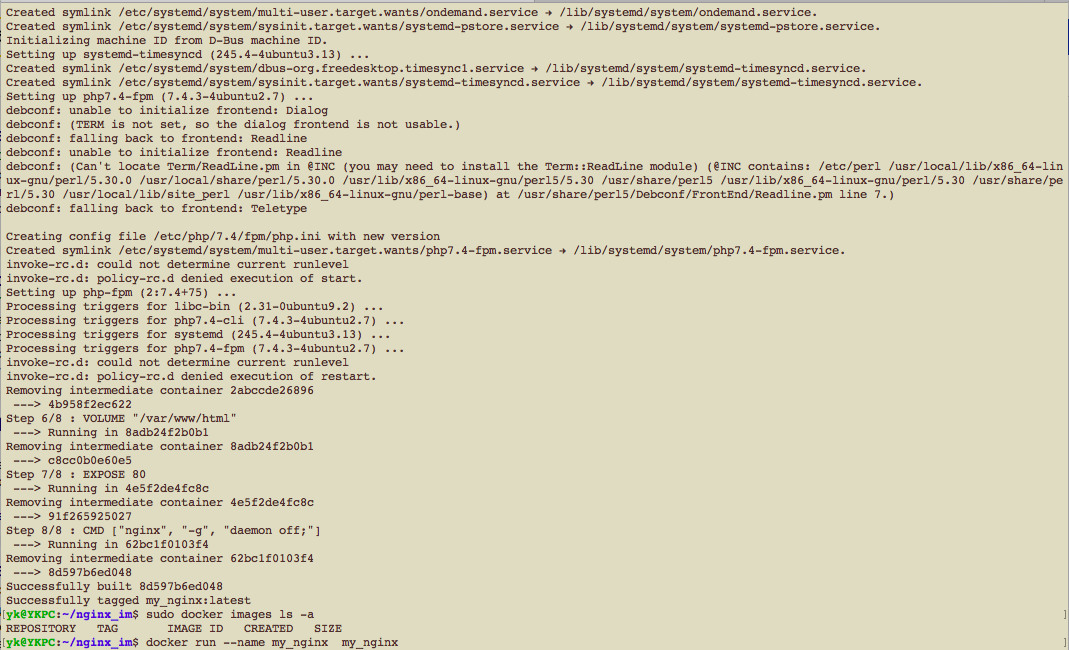 Created symlink /etc/systemd/system/multi-user.target.wants/ondemand.service → /lib/systemd/system/ondemand.service.
Created symlink /etc/systemd/system/sysinit.target.wants/systemd-pstore.service → /lib/systemd/system/systemd-pstore.service.
Initializing machine ID from D-Bus machine ID.
Setting up systemd-timesyncd (245.4-4ubuntu3.13) ...
Created symlink /etc/systemd/system/dbus-org.freedesktop.timesync1.service → /lib/systemd/system/systemd-timesyncd.service.
Created symlink /etc/systemd/system/sysinit.target.wants/systemd-timesyncd.service → /lib/systemd/system/systemd-timesyncd.service.
Setting up php7.4-fpm (7.4.3-4ubuntu2.7) ...
debconf: unable to initialize frontend: Dialog
debconf: (TERM is not set, so the dialog frontend is not usable.)
debconf: falling back to frontend: Readline
debconf: unable to initialize frontend: Readline
debconf: (Can't locate Term/ReadLine.pm in @INC (you may need to install the Term::ReadLine module) (@INC contains: /etc/perl /usr/local/lib/x86_64-lin
ux-gnu/perl/5.30.0 /usr/local/share/perl/5.30.0 /usr/lib/x86_64-linux-gnu/perl5/5.30 /usr/share/perl5 /usr/lib/x86_64-linux-gnu/perl/5.30 /usr/share/pe
rl/5.30 /usr/local/lib/site_perl /usr/lib/x86_64-linux-gnu/perl-base) at /usr/share/perl5/Debconf/FrontEnd/Readline.pm line 7.)
debconf: falling back to frontend: Teletype

Creating config file /etc/php/7.4/fpm/php.ini with new version
Created symlink /etc/systemd/system/multi-user.target.wants/php7.4-fpm.service → /lib/systemd/system/php7.4-fpm.service.
invoke-rc.d: could not determine current runlevel
invoke-rc.d: policy-rc.d denied execution of start.
Setting up php-fpm (2:7.4+75) ...
Processing triggers for libc-bin (2.31-0ubuntu9.2) ...
Processing triggers for php7.4-cli (7.4.3-4ubuntu2.7) ...
Processing triggers for systemd (245.4-4ubuntu3.13) ...
Processing triggers for php7.4-fpm (7.4.3-4ubuntu2.7) ...
invoke-rc.d: could not determine current runlevel
invoke-rc.d: policy-rc.d denied execution of restart.
Removing intermediate container 2abccde26896
 ---> 4b958f2ec622
Step 6/8 : VOLUME "/var/www/html"
 ---> Running in 8adb24f2b0b1
Removing intermediate container 8adb24f2b0b1
 ---> c8cc0b0e60e5
Step 7/8 : EXPOSE 80
 ---> Running in 4e5f2de4fc8c
Removing intermediate container 4e5f2de4fc8c
 ---> 91f265925027
Step 8/8 : CMD ["nginx", "-g", "daemon off;"]
 ---> Running in 62bc1f0103f4
Removing intermediate container 62bc1f0103f4
 ---> 8d597b6ed048
Successfully built 8d597b6ed048
Successfully tagged my_nginx:latest
[yk@YKPC:~/nginx_im$ sudo docker images ls -a ]
REPOSITORY   TAG       IMAGE ID   CREATED   SIZE
[yk@YKPC:~/nginx_im$ docker run --name my_nginx  my_nginx ]